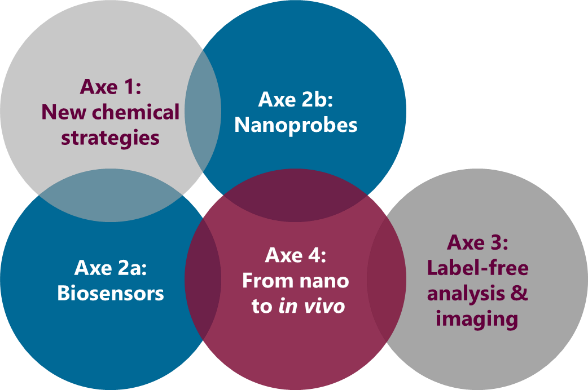 Axe 1:
New chemical
strategies
Axe 2b:
Nanoprobes
Axe 2a:
Biosensors
Axe 4:
From nano
to in vivo
Axe 3:
Label-free
analysis &
imaging